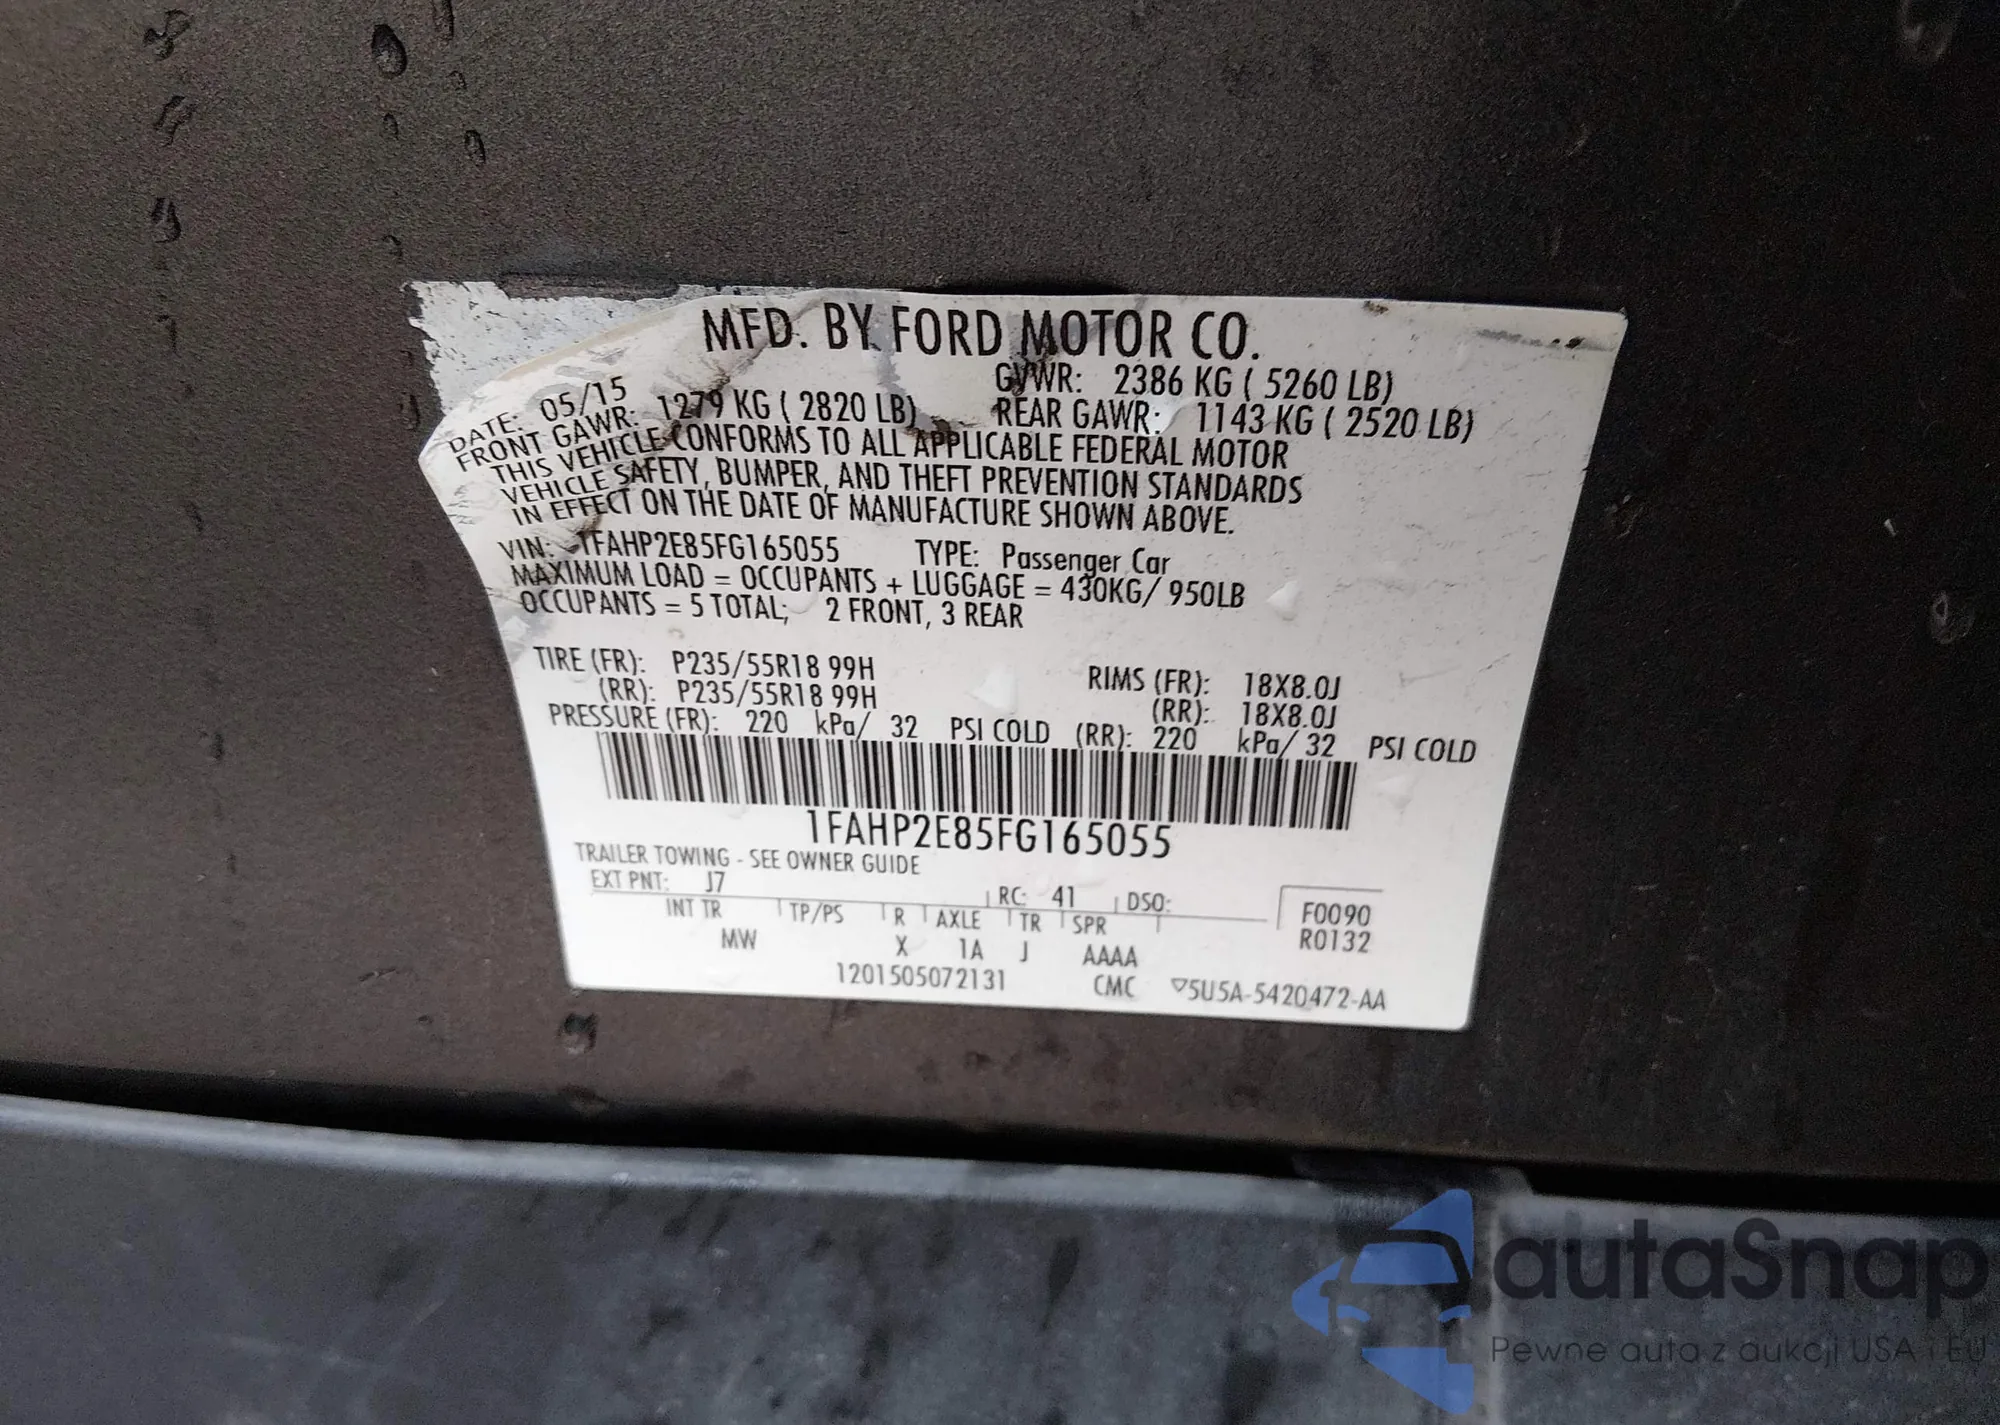 MFD. BY FORD MOTOR CO.
DATE: 05/15 GVWR: 2386 KG ( 5260 LB)
FRONT GAWR: 1279 KG ( 2820 LB) REAR GAWR: 1143 KG ( 2520 LB)
THIS VEHICLE CONFORMS TO ALL APPLICABLE FEDERAL MOTOR
VEHICLE SAFETY, BUMPER, AND THEFT PREVENTION STANDARDS
IN EFFECT ON THE DATE OF MANUFACTURE SHOWN ABOVE.
VIN: 1FAHP2E85FG165055 TYPE: Passenger Car
MAXIMUM LOAD = OCCUPANTS + LUGGAGE = 430KG/ 950LB
OCCUPANTS = 5 TOTAL; 2 FRONT, 3 REAR
TIRE (FR): P235/55R18 99H RIMS (FR): 18X8.0J
(RR): P235/55R18 99H (RR): 18X8.0J
PRESSURE (FR): 220 kPa/ 32 PSI COLD (RR): 220 kPa/ 32 PSI COLD
1FAHP2E85FG165055
TRAILER TOWING - SEE OWNER GUIDE
EXT PNT: J7 RC: 41 DSO:
INT TR TP/PS R AXLE TR SPR F0090
MW X 1A J AAAA R0132
1201505072131 CMC ▽5U5A-5420472-AA
autaSnap
Pewne auta z aukcji USA i EU